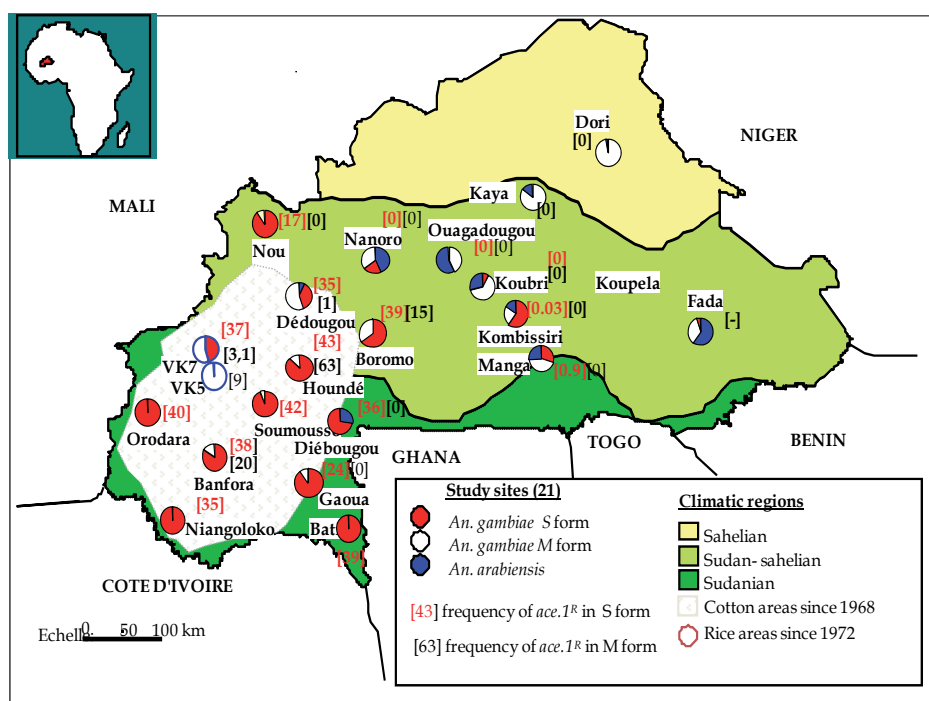 Dori
[0]
NIGER
MALI
Kaya
[0]
[17][0]
Nou
[0][0]
Nanoro
Ouagadougou
[0][0]
[0]
[0]
Koubri
Koupela
Fada
[-]
[35]
[1]
Dédougou
[39][15]
Boromo
[0.03][0]
Kombissiri
Manga
[0.9][0]
[37]
[3,1]
VK7
VK5
[9]
[43]
[63]
Houndé
[40]
Orodara
[42]
Soumousso
[36][0]
Diébougou
[38]
[20]
Banfora
[24][0]
Gaoua
[35]
Niangoloko
Bat
[39]
GHANA
TOGO
BENIN
COTE D'IVOIRE
Echelle:
0 50 100 km
Study sites (21)
An. gambiae S form
An. gambiae M form
An. arabiensis
[43] frequency of ace.1R in S form
[63] frequency of ace.1R in M form
Climatic regions
Sahelian
Sudan- sahelian
Sudanian
Cotton areas since 1968
Rice areas since 1972